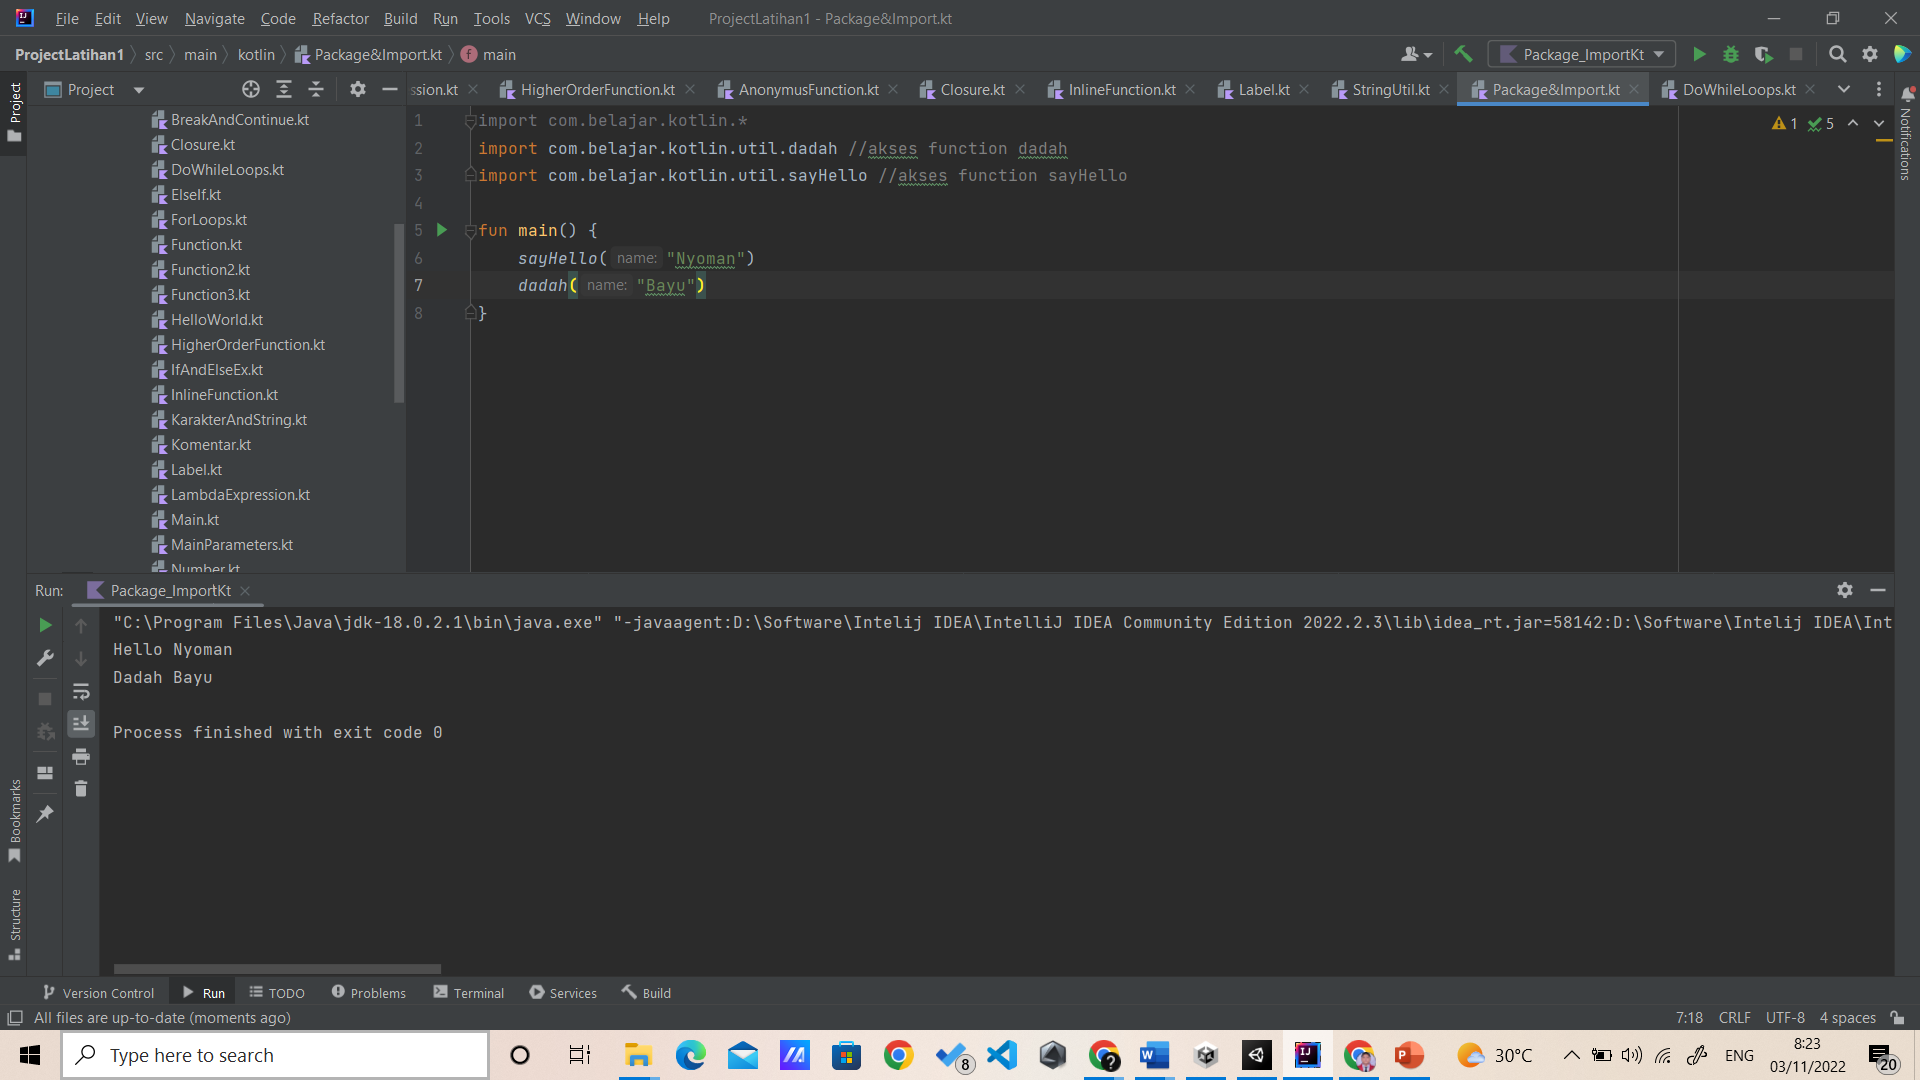 File Edit View Navigate Code Refactor Build Run Tools VCS Window Help ProjectLatihan1 - Package&Import.kt
ProjectLatihan1 src main kotlin Package&Import.kt main Package_ImportKt
Project Project ssion.kt HigherOrderFunction.kt AnonymusFunction.kt Closure.kt InlineFunction.kt Label.kt StringUtil.kt Package&Import.kt DoWhileLoops.kt
Notifications
BreakAndContinue.kt
Closure.kt
DoWhileLoops.kt
ElseIf.kt
ForLoops.kt
Function.kt
Function2.kt
Function3.kt
HelloWorld.kt
HigherOrderFunction.kt
IfAndElseEx.kt
InlineFunction.kt
KarakterAndString.kt
Komentar.kt
Label.kt
LambdaExpression.kt
Main.kt
MainParameters.kt
Number.kt
1 import com.belajar.kotlin.*
2 import com.belajar.kotlin.util.dadah //akses function dadah
3 import com.belajar.kotlin.util.sayHello //akses function sayHello
4
5 fun main() {
6 sayHello( name: "Nyoman")
7 dadah( name: "Bayu")
8 }
1 5
Run: Package_ImportKt
"C:\Program Files\Java\jdk-18.0.2.1\bin\java.exe" "-javaagent:D:\Software\Intelij IDEA\IntelliJ IDEA Community Edition 2022.2.3\lib\idea_rt.jar=58142:D:\Software\Intelij IDEA\Int
Hello Nyoman
Dadah Bayu
Process finished with exit code 0
Bookmarks
Structure
Version Control Run TODO Problems Terminal Services Build
All files are up-to-date (moments ago) 7:18 CRLF UTF-8 4 spaces
Type here to search 8 30°C ENG 8:23
03/11/2022 20